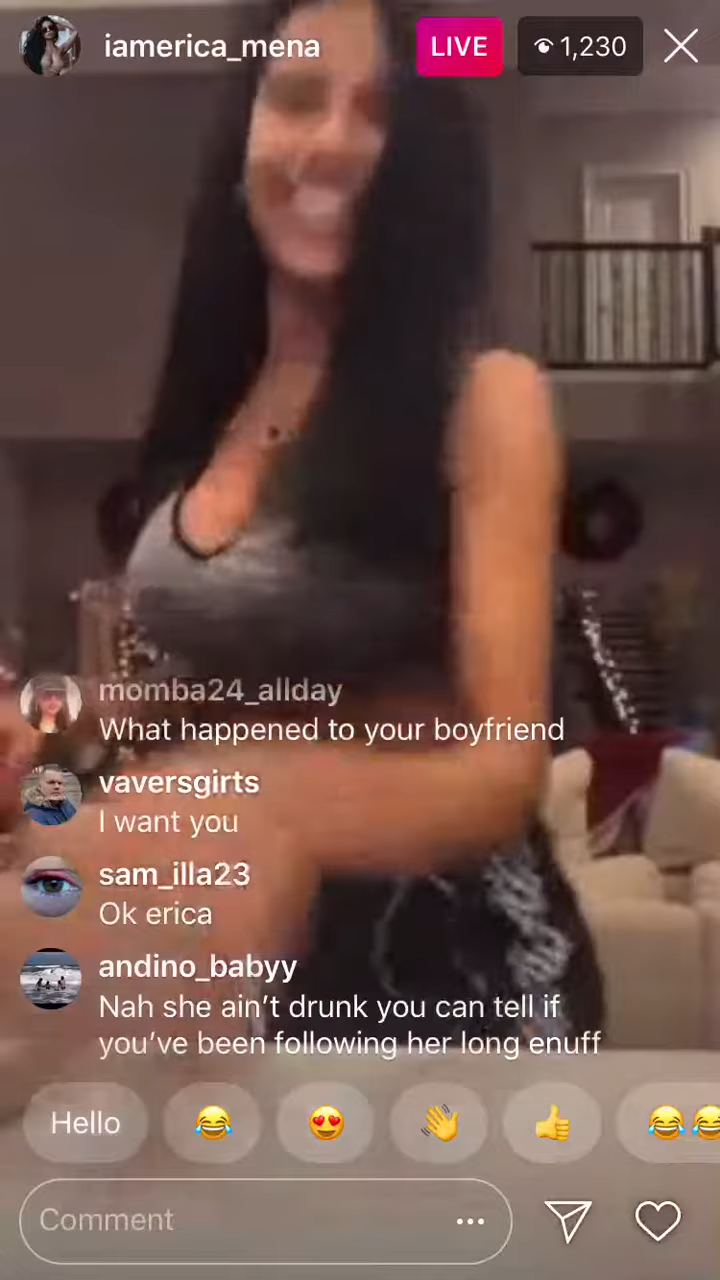 iamerica_mena
LIVE
1,230
momba24_allday
What happened to your boyfriend
vaversgirts
I want you
sam_illa23
Ok erica
andino_babyy
Nah she ain't drunk you can tell if
you've been following her long enuff
Hello
Comment